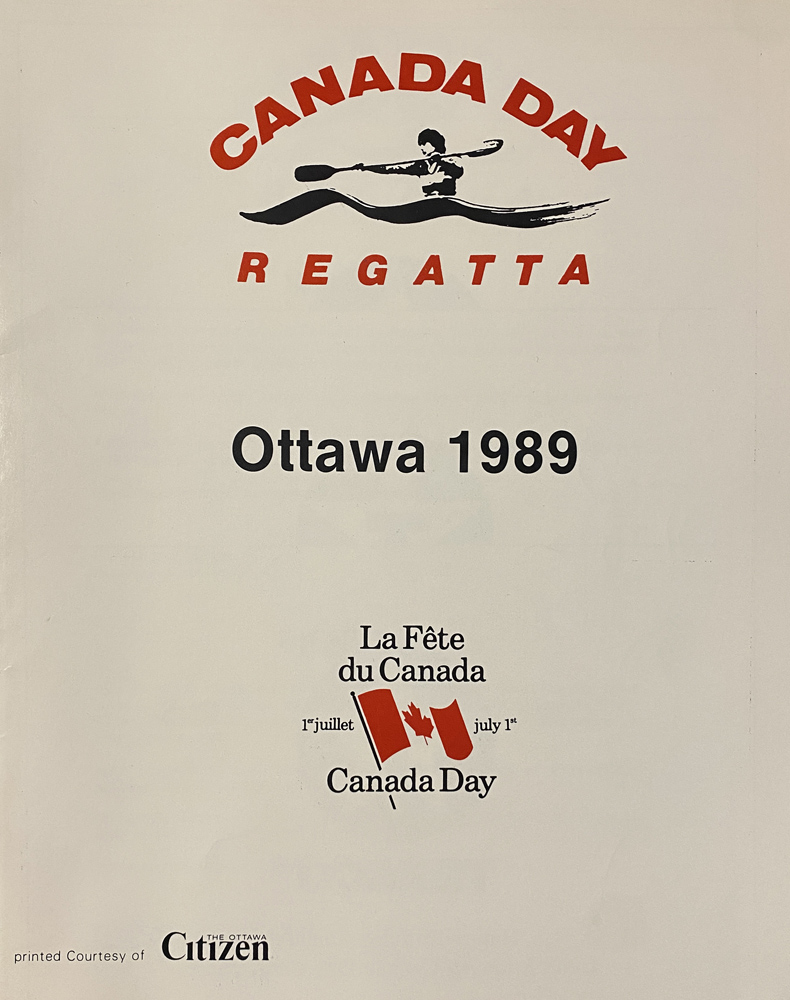 CANADA DAY
REGATTA
Ottawa 1989
La Fête
du Canada
1er juillet july 1st
Canada Day
printed Courtesy of THE OTTAWA Citizen